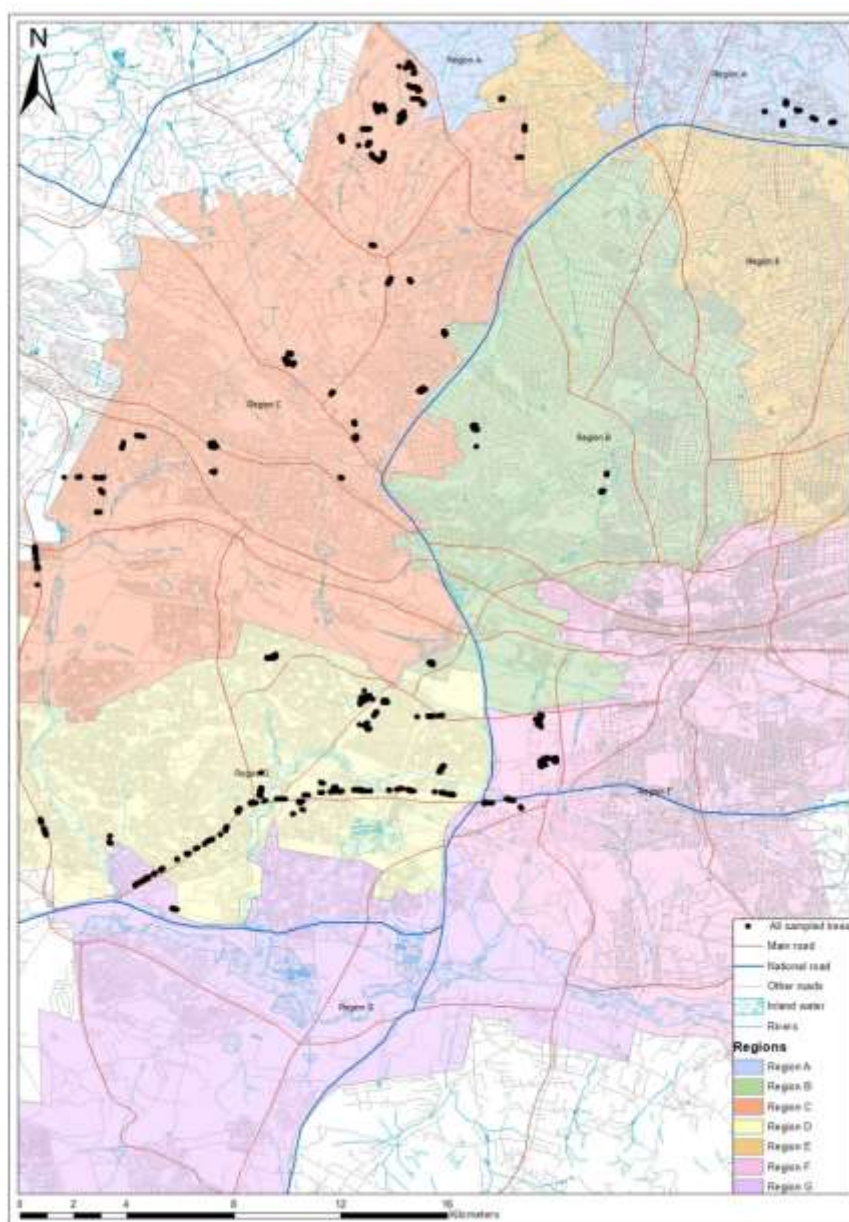 N
Region A
Region A
Region E
Region C
Region B
Region D
Region F
Region G
All sampled trees
Main road
National road
Other roads
Inland water
Rivers
Regions
Region A
Region B
Region C
Region D
Region E
Region F
Region G
0 2 4 8 12 16
Kilometers